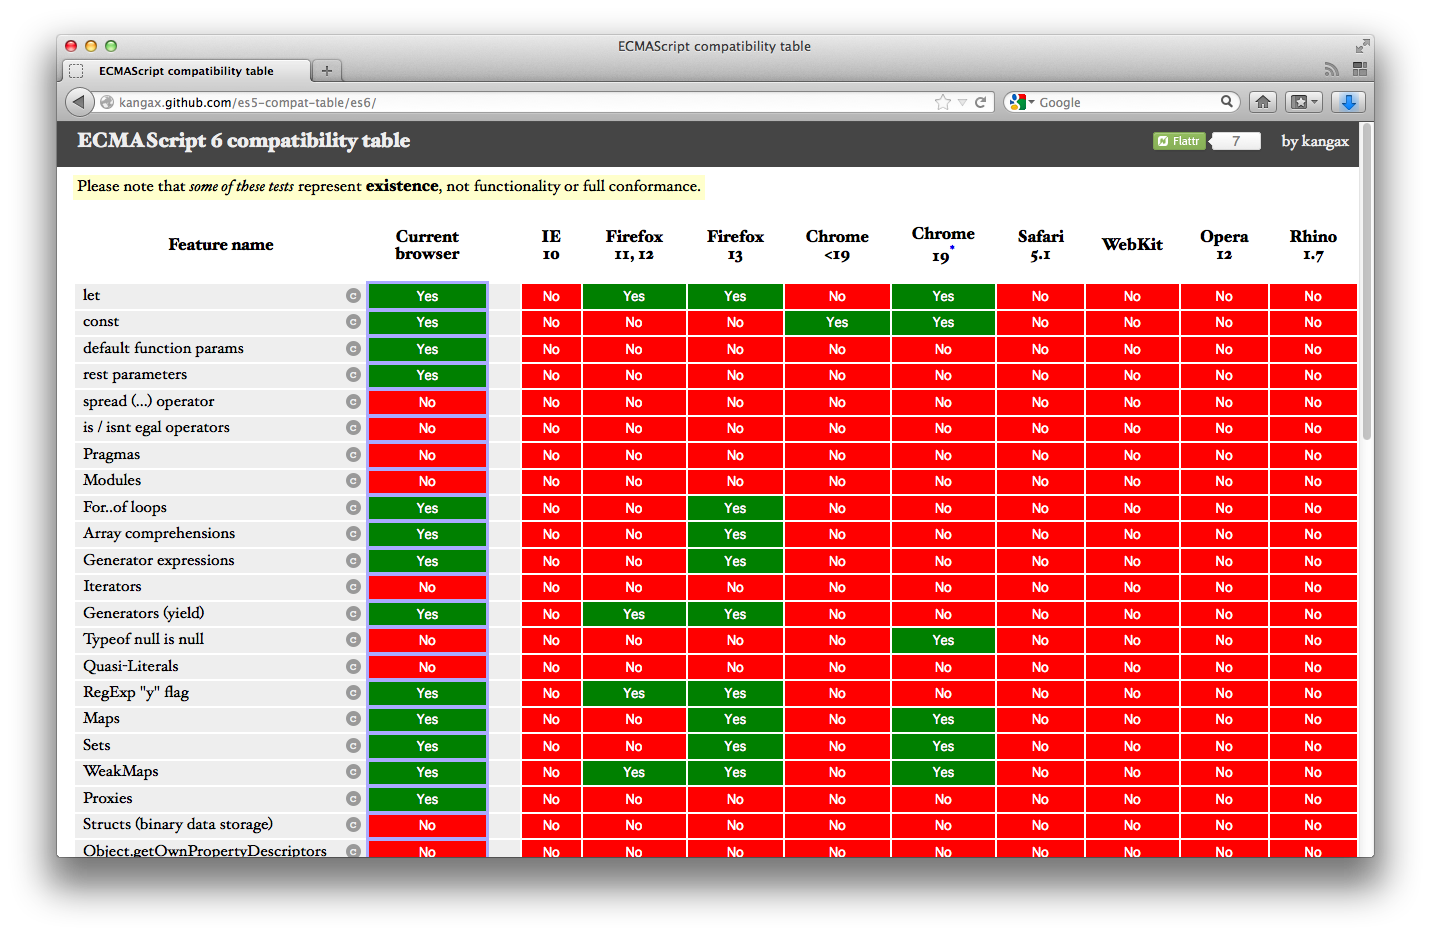 ECMAScript compatibility table
ECMAScript compatibility table
kangax.github.com/es5-compat-table/es6/
Google
ECMAScript 6 compatibility table
Flattr
7
by kangax
Please note that some of these tests represent existence, not functionality or full conformance.
Feature name Current browser IE 10 Firefox 11, 12 Firefox 13 Chrome <19 Chrome 19* Safari 5.1 WebKit Opera 12 Rhino 1.7
let c Yes No Yes Yes No Yes No No No No
const c Yes No No No Yes Yes No No No No
default function params c Yes No No No No No No No No No
rest parameters c Yes No No No No No No No No No
spread (...) operator c No No No No No No No No No No
is / isnt egal operators c No No No No No No No No No No
Pragmas c No No No No No No No No No No
Modules c No No No No No No No No No No
For..of loops c Yes No No Yes No No No No No No
Array comprehensions c Yes No No Yes No No No No No No
Generator expressions c Yes No No Yes No No No No No No
Iterators c No No No No No No No No No No
Generators (yield) c Yes No Yes Yes No No No No No No
Typeof null is null c No No No No No Yes No No No No
Quasi-Literals c No No No No No No No No No No
RegExp "y" flag c Yes No Yes Yes No No No No No No
Maps c Yes No No Yes No Yes No No No No
Sets c Yes No No Yes No Yes No No No No
WeakMaps c Yes No Yes Yes No Yes No No No No
Proxies c Yes No No No No No No No No No
Structs (binary data storage) c No No No No No No No No No No
Object.getOwnPropertyDescriptors c No No No No No No No No No No